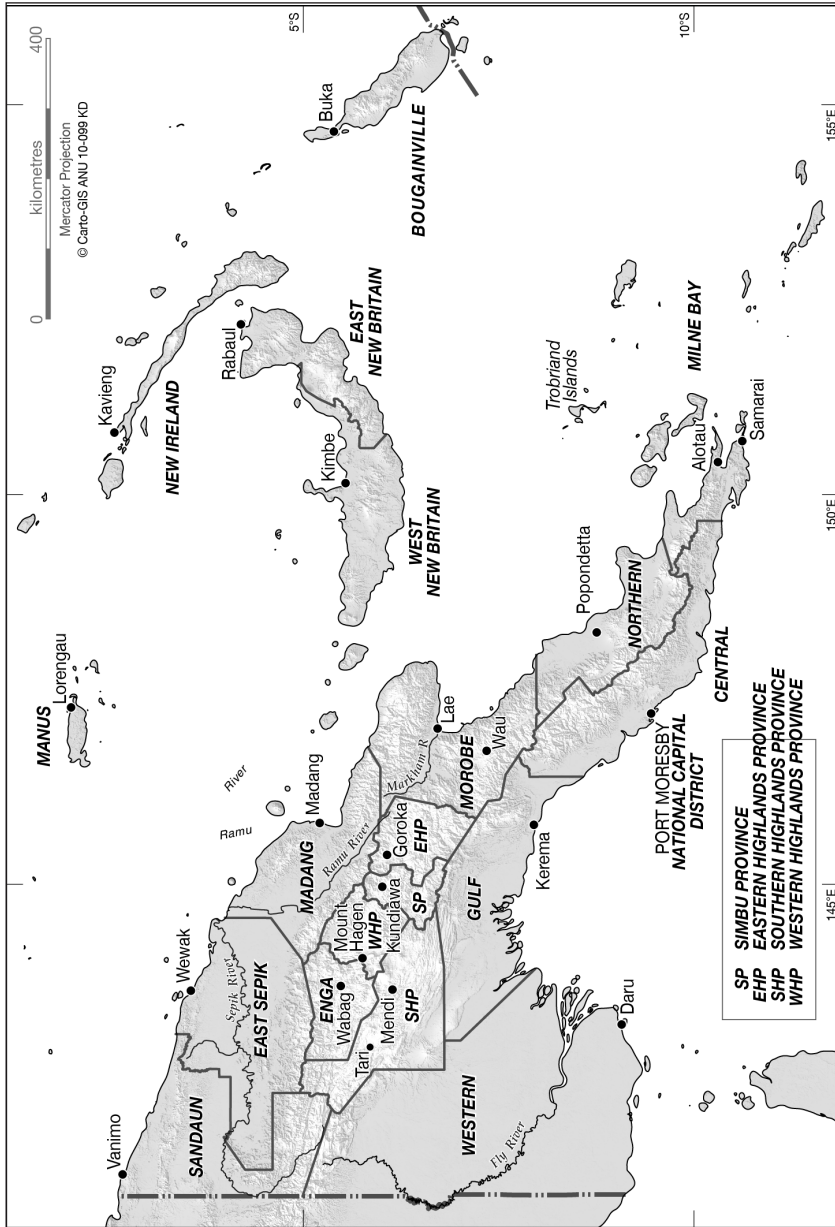 0
kilometres
400
Mercator Projection
© Carto-GIS ANU 10-099 KD
5°S
10°S
145°E
150°E
155°E
MANUS
Lorengau
Kavieng
NEW IRELAND
Rabaul
EAST
NEW BRITAIN
Kimbe
WEST
NEW BRITAIN
Buka
BOUGAINVILLE
Vanimo
SANDAUN
Wewak
Sepik River
EAST SEPIK
Ramu
River
Madang
MADANG
Ramu River
ENGA
Wabag
Mount
Hagen
WHP
Kundiawa
SP
Goroka
EHP
Markham R
Lae
MOROBE
Wau
Tari
Mendi
SHP
GULF
Kerema
WESTERN
Fly River
Daru
Popondetta
NORTHERN
CENTRAL
PORT MORESBY
NATIONAL CAPITAL
DISTRICT
Trobriand
Islands
MILNE BAY
Alotau
Samarai
SP SIMBU PROVINCE
EHP EASTERN HIGHLANDS PROVINCE
SHP SOUTHERN HIGHLANDS PROVINCE
WHP WESTERN HIGHLANDS PROVINCE